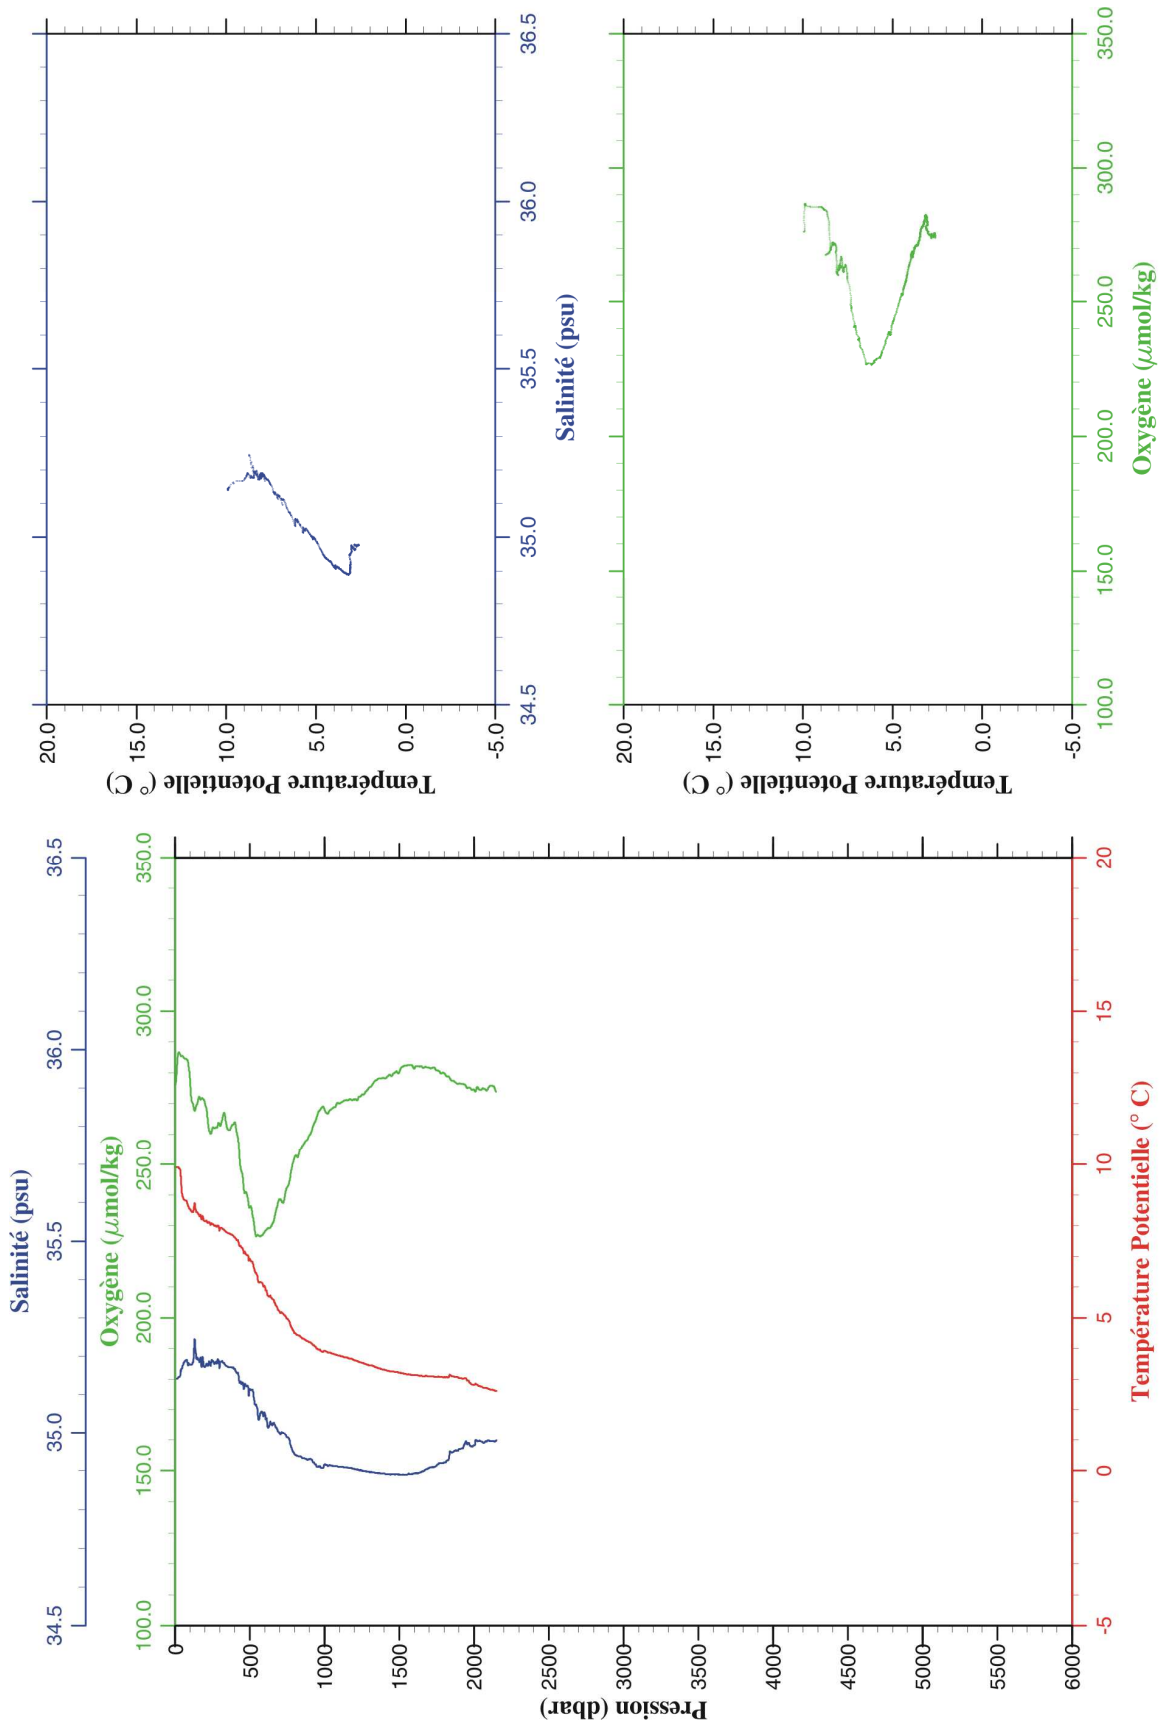 Salinité (psu)
34.5 35.0 35.5 36.0 36.5
Oxygène (μmol/kg)
100.0 150.0 200.0 250.0 300.0 350.0
Pression (dbar)
0
500
1000
1500
2000
2500
3000
3500
4000
4500
5000
5500
6000
-5 0 5 10 15 20
Température Potentielle (° C)
Température Potentielle (° C)
20.0
15.0
10.0
5.0
0.0
-5.0
34.5 35.0 35.5 36.0 36.5
Salinité (psu)
Température Potentielle (° C)
20.0
15.0
10.0
5.0
0.0
-5.0
100.0 150.0 200.0 250.0 300.0 350.0
Oxygène (μmol/kg)